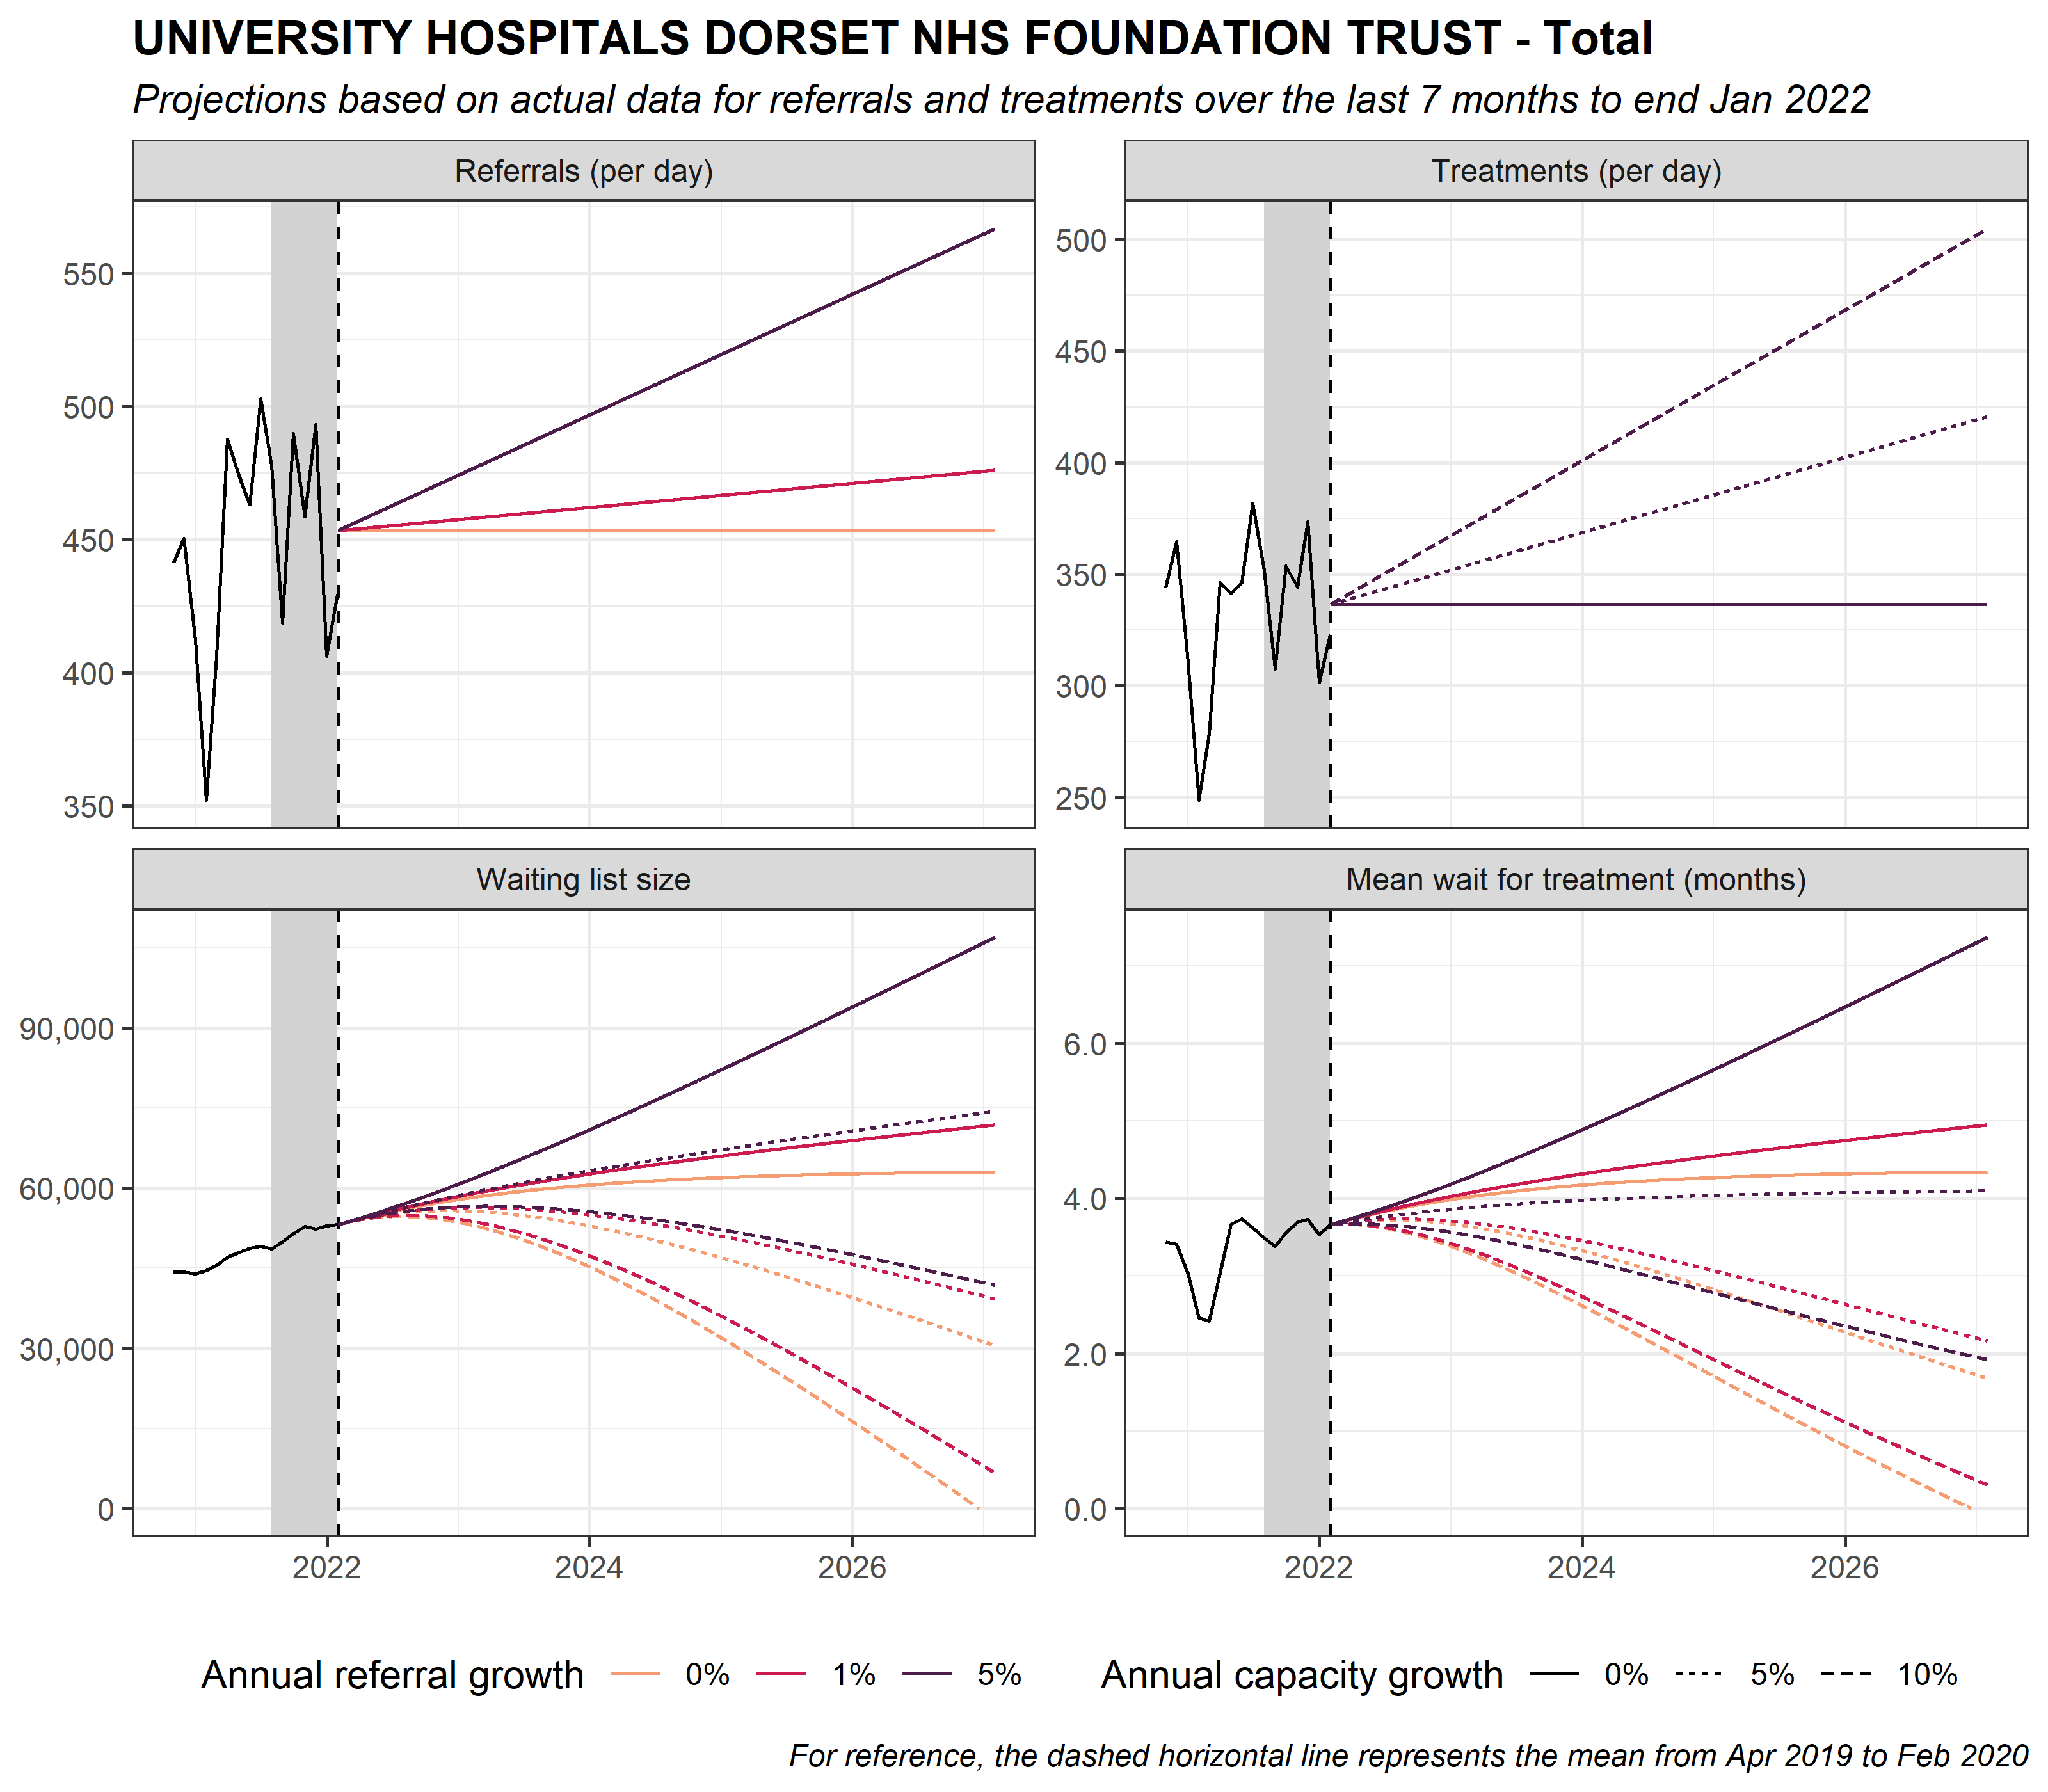 UNIVERSITY HOSPITALS DORSET NHS FOUNDATION TRUST - Total
Projections based on actual data for referrals and treatments over the last 7 months to end Jan 2022
Referrals (per day)
550
500
450
400
350
Treatments (per day)
500
450
400
350
300
250
Waiting list size
90,000
60,000
30,000
0
2022 2024 2026
Mean wait for treatment (months)
6.0
4.0
2.0
0.0
2022 2024 2026
Annual referral growth 0% 1% 5%
Annual capacity growth 0% 5% 10%
For reference, the dashed horizontal line represents the mean from Apr 2019 to Feb 2020